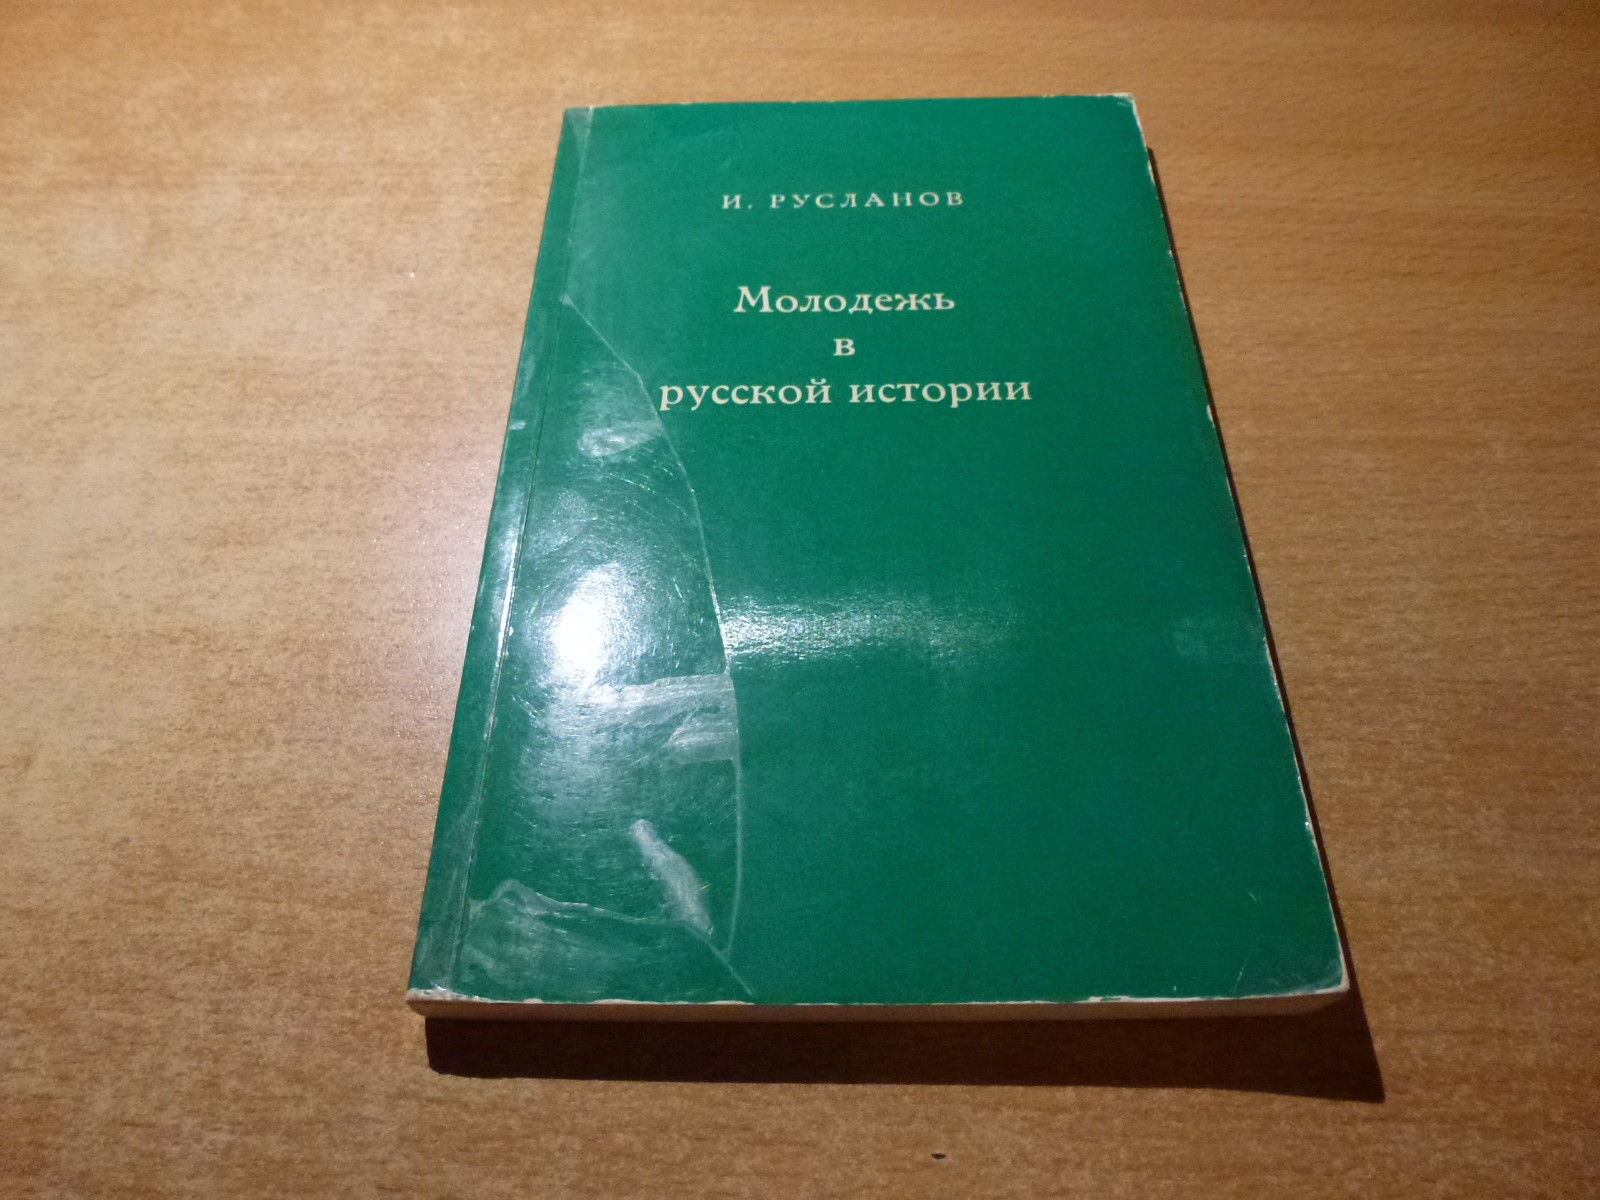 И. РУСЛАНОВ
Молодежь
в
русской истории